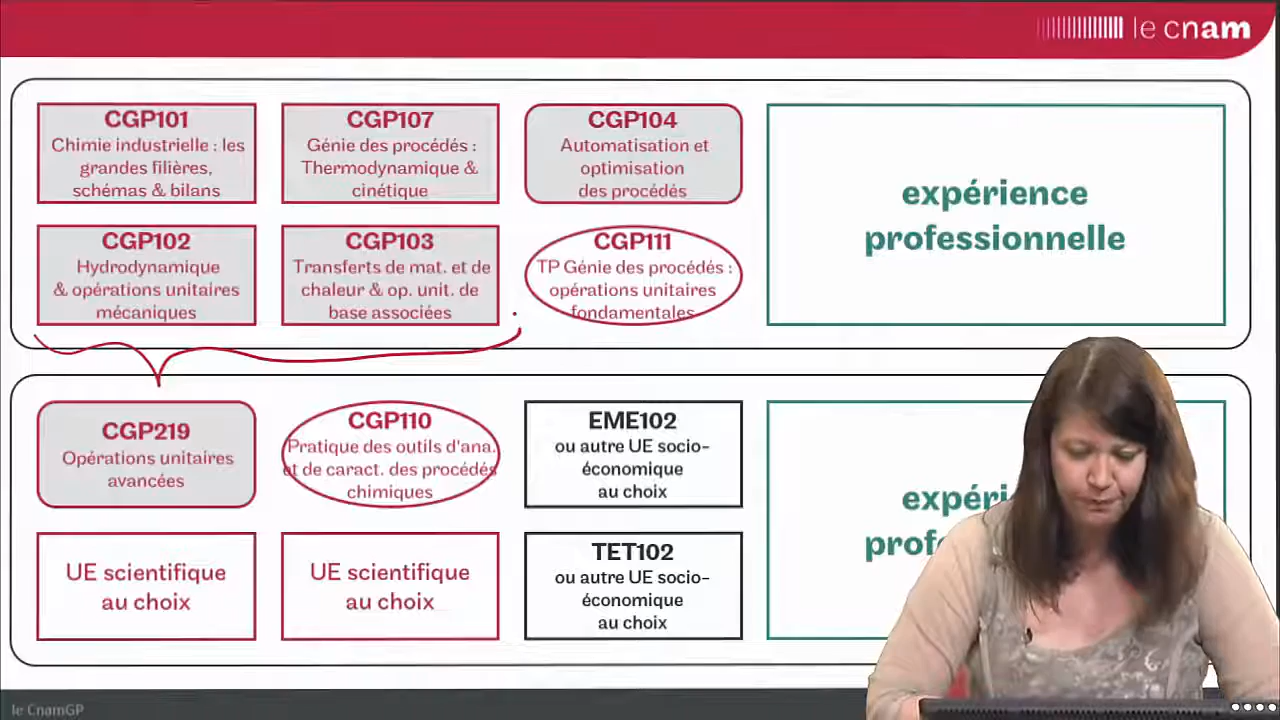 le cnam
CGP101
Chimie industrielle : les
grandes filières,
schémas & bilans
CGP107
Génie des procédés :
Thermodynamique &
cinétique
CGP104
Automatisation et
optimisation
des procédés
expérience
professionnelle
CGP102
Hydrodynamique
& opérations unitaires
mécaniques
CGP103
Transferts de mat. et de
chaleur & op. unit. de
base associées
CGP111
TP Génie des procédés :
opérations unitaires
fondamentales
CGP219
Opérations unitaires
avancées
CGP110
Pratique des outils d'ana.
et de caract. des procédés
chimiques
EME102
ou autre UE socio-
économique
au choix
expéri
prof
UE scientifique
au choix
UE scientifique
au choix
TET102
ou autre UE socio-
économique
au choix
le CnamGP